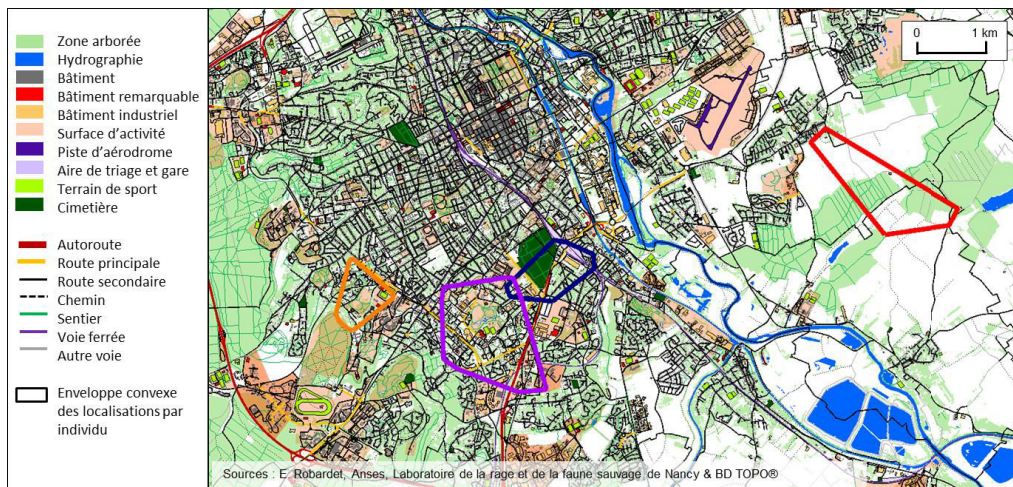 Zone arborée
Hydrographie
Bâtiment
Bâtiment remarquable
Bâtiment industriel
Surface d'activité
Piste d'aérodrome
Aire de triage et gare
Terrain de sport
Cimetière
Autoroute
Route principale
Route secondaire
Chemin
Sentier
Voie ferrée
Autre voie
Enveloppe convexe
des localisations par
individu
0 1 km
Sources : E. Robardet, Anses, Laboratoire de la rage et de la faune sauvage de Nancy & BD TOPO®